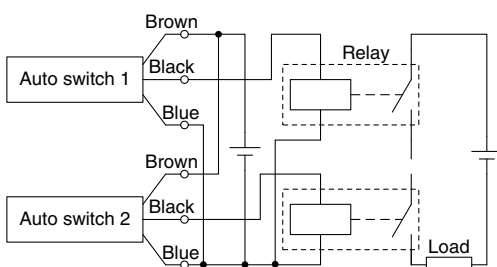 Brown
Relay
Black
Auto switch 1
Blue
Brown
Black
Auto switch 2
Blue
Load